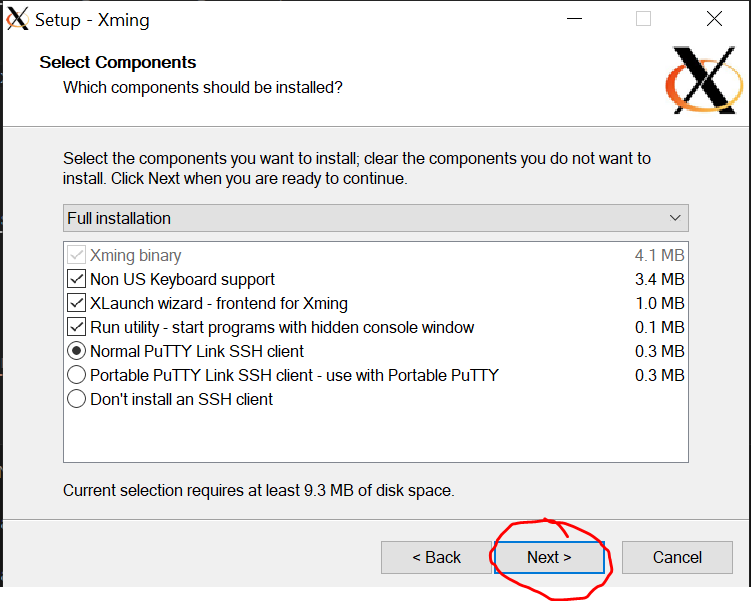 Setup - Xming
Select Components
Which components should be installed?
Select the components you want to install; clear the components you do not want to
install. Click Next when you are ready to continue.
Full installation
Xming binary 4.1 MB
Non US Keyboard support 3.4 MB
XLaunch wizard - frontend for Xming 1.0 MB
Run utility - start programs with hidden console window 0.1 MB
Normal PuTTY Link SSH client 0.3 MB
Portable PuTTY Link SSH client - use with Portable PuTTY 0.3 MB
Don't install an SSH client
Current selection requires at least 9.3 MB of disk space.
< Back Next > Cancel